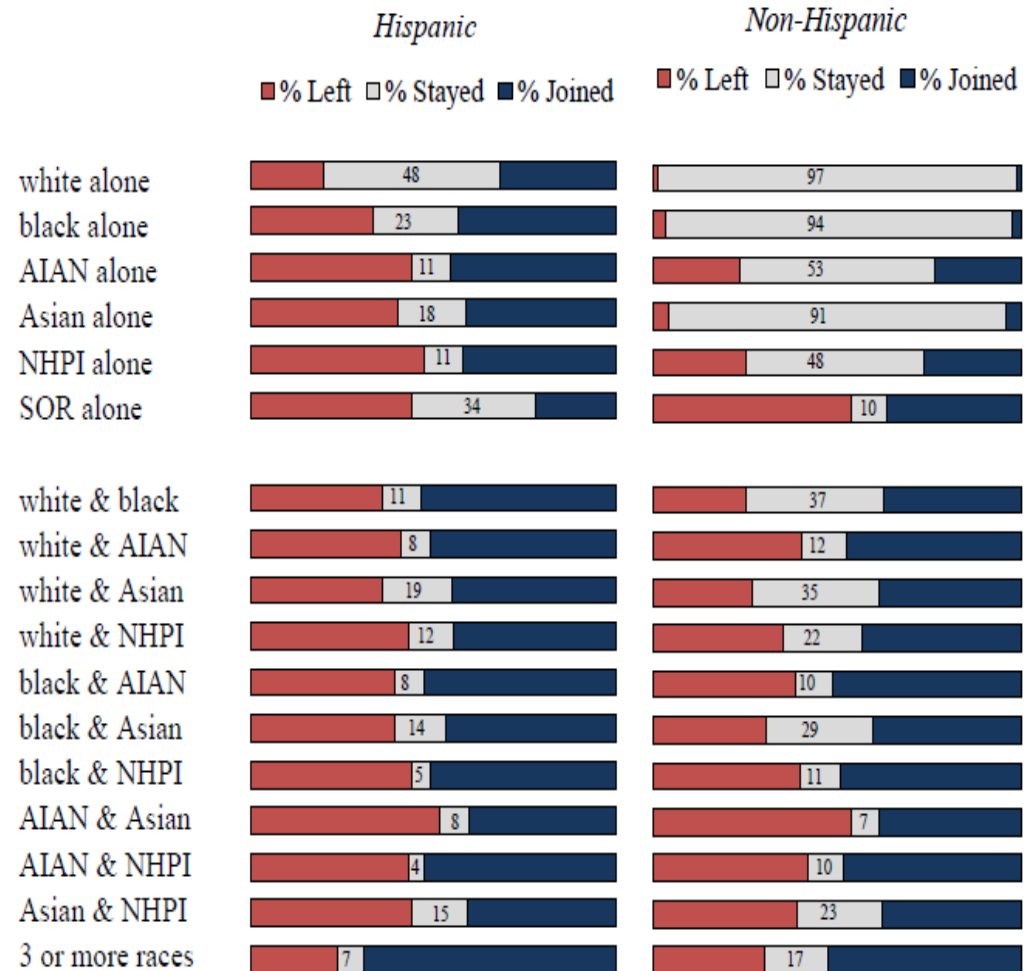 Hispanic Non-Hispanic
% Left % Stayed % Joined % Left % Stayed % Joined
white alone 48 97
black alone 23 94
AIAN alone 11 53
Asian alone 18 91
NHPI alone 11 48
SOR alone 34 10
white & black 11 37
white & AIAN 8 12
white & Asian 19 35
white & NHPI 12 22
black & AIAN 8 10
black & Asian 14 29
black & NHPI 5 11
AIAN & Asian 8 7
AIAN & NHPI 4 10
Asian & NHPI 15 23
3 or more races 7 17